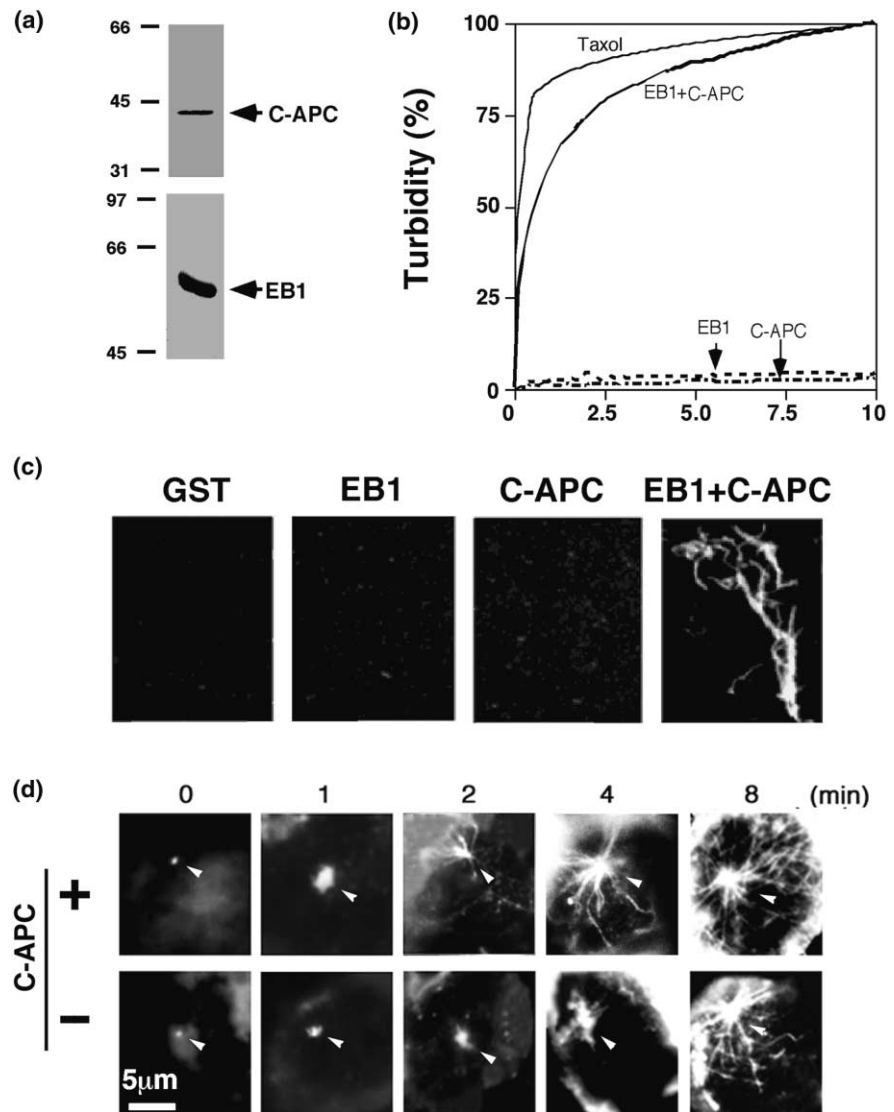 (a)
66
45
C-APC
31
97
66
EB1
45
(b)
100
Taxol
EB1+C-APC
75
Turbidity (%)
50
25
EB1
C-APC
0
0
2.5
5.0
7.5
10
(c)
GST
EB1
C-APC
EB1+C-APC
(d)
0
1
2
4
8
(min)
C-APC
+
−
5μm